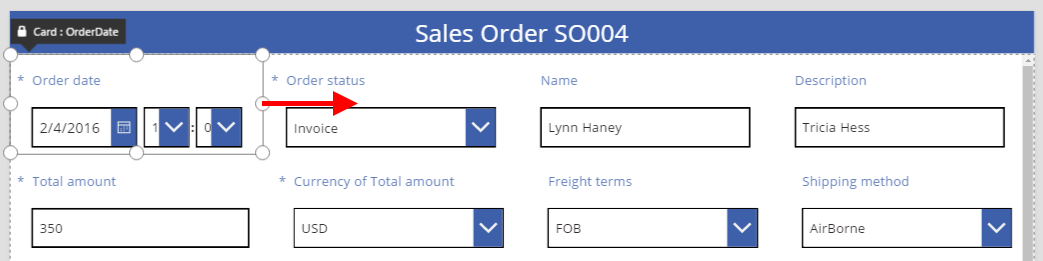 Card : OrderDate
Sales Order SO004
* Order date * Order status Name Description
2/4/2016 1 : 0 Invoice Lynn Haney Tricia Hess
* Total amount * Currency of Total amount Freight terms Shipping method
350 USD FOB AirBorne